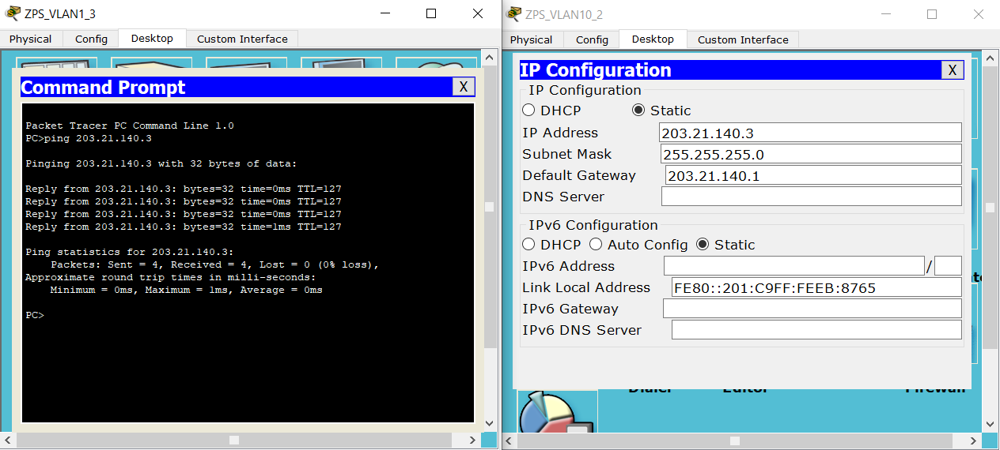 ZPS_VLAN1_3
Physical Config Desktop Custom Interface
Command Prompt X
Packet Tracer PC Command Line 1.0
PC>ping 203.21.140.3
Pinging 203.21.140.3 with 32 bytes of data:
Reply from 203.21.140.3: bytes=32 time=0ms TTL=127
Reply from 203.21.140.3: bytes=32 time=0ms TTL=127
Reply from 203.21.140.3: bytes=32 time=0ms TTL=127
Reply from 203.21.140.3: bytes=32 time=1ms TTL=127
Ping statistics for 203.21.140.3:
Packets: Sent = 4, Received = 4, Lost = 0 (0% loss),
Approximate round trip times in milli-seconds:
Minimum = 0ms, Maximum = 1ms, Average = 0ms
PC>
ZPS_VLAN10_2
Physical Config Desktop Custom Interface
IP Configuration X
IP Configuration
DHCP Static
IP Address 203.21.140.3
Subnet Mask 255.255.255.0
Default Gateway 203.21.140.1
DNS Server
IPv6 Configuration
DHCP Auto Config Static
IPv6 Address /
Link Local Address FE80::201:C9FF:FEEB:8765
IPv6 Gateway
IPv6 DNS Server
Dialer Editor Firewall